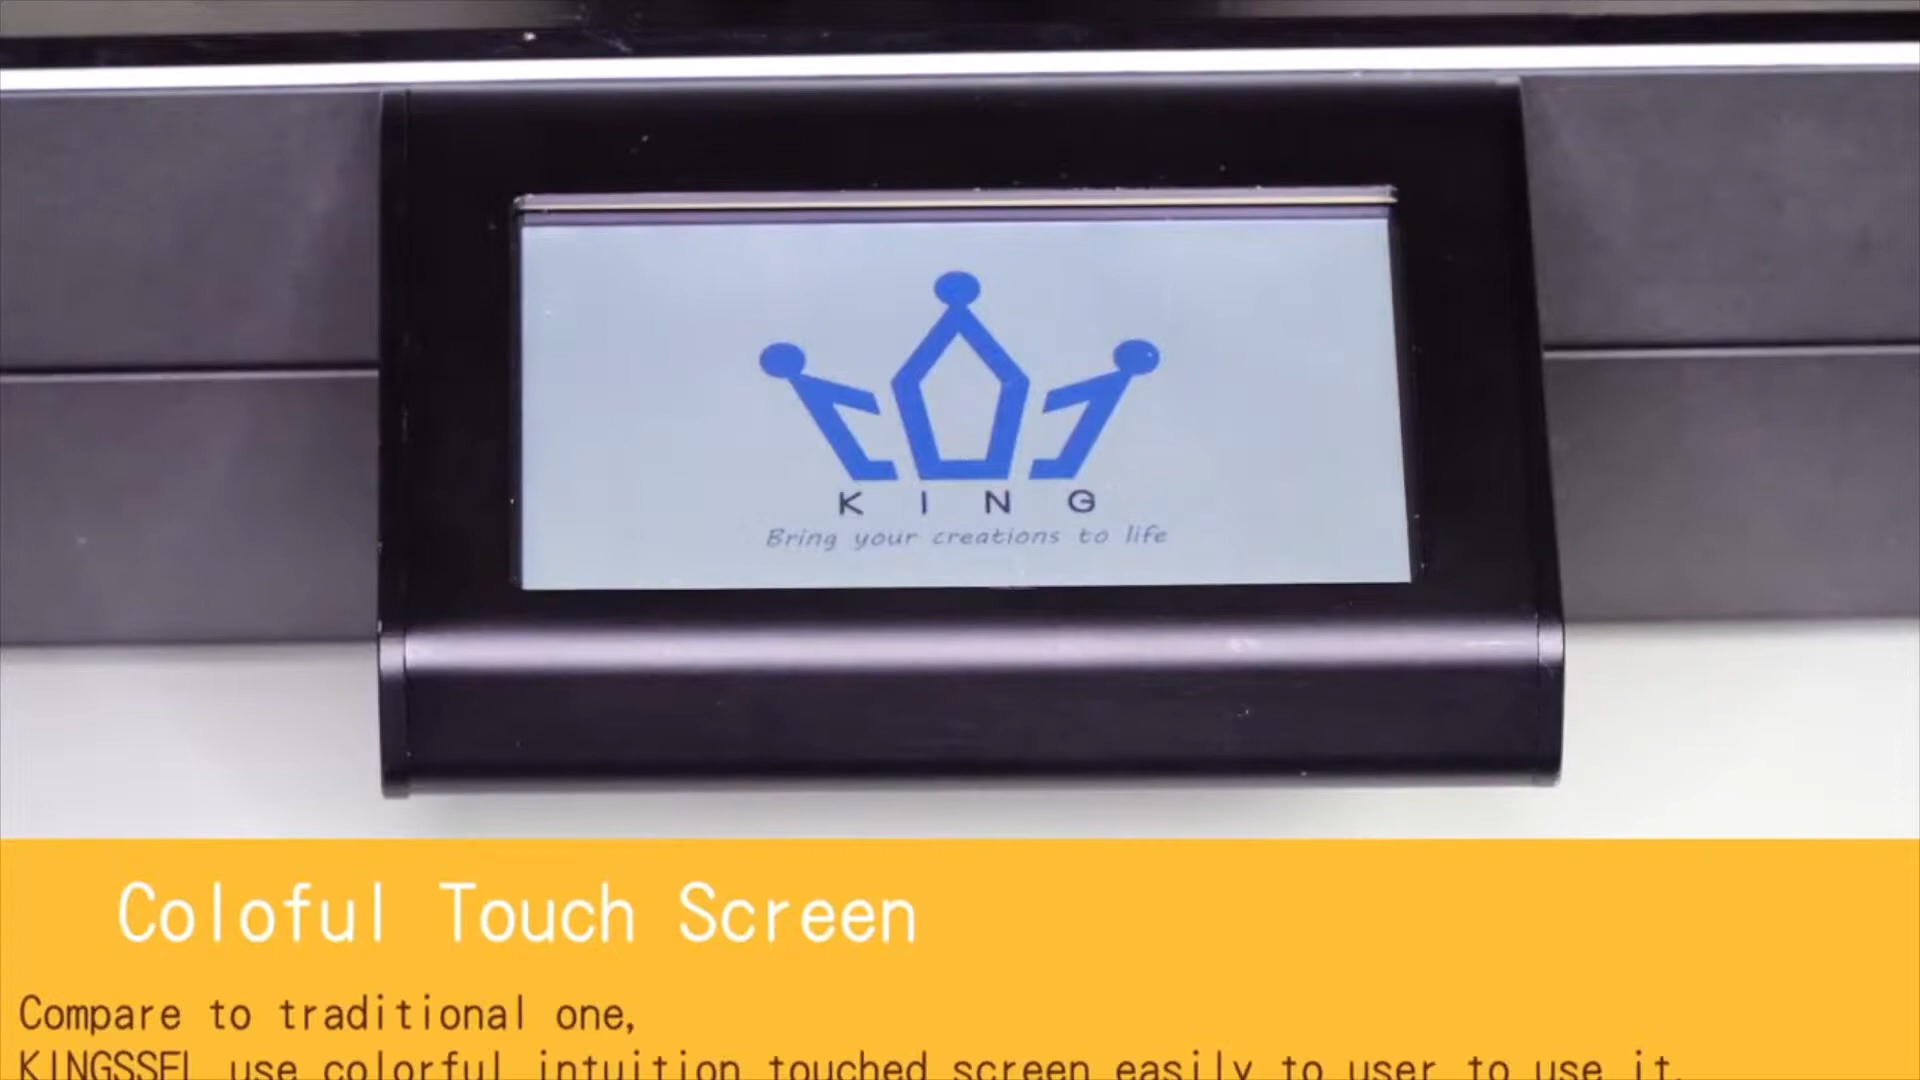 K I N G
Bring your creations to life
Coloful Touch Screen
Compare to traditional one,
KINGSSEL use colorful intuition touched screen easily to user to use it.